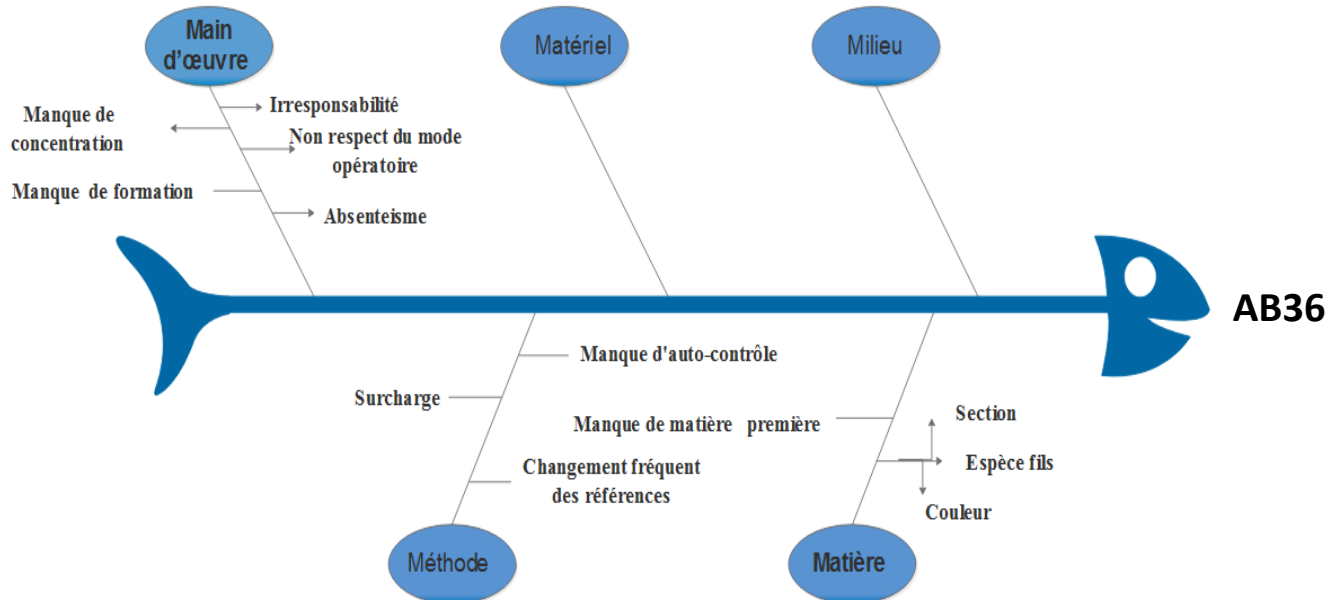 Main
d'œuvre
Matériel
Milieu
Irresponsabilité
Manque de
concentration
Non respect du mode
opératoire
Manque de formation
Absenteisme
AB36
Manque d'auto-contrôle
Surcharge
Changement fréquent
des références
Manque de matière première
Section
Espèce fils
Couleur
Méthode
Matière